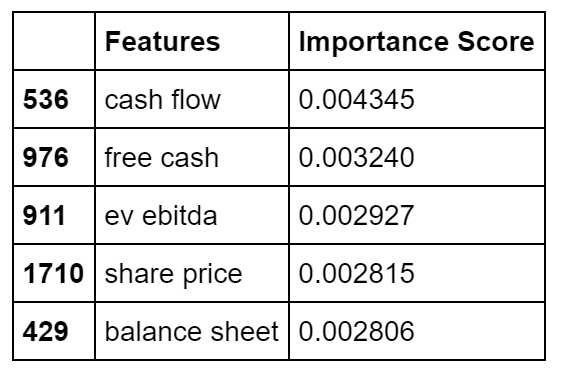 Features Importance Score
536 cash flow 0.004345
976 free cash 0.003240
911 ev ebitda 0.002927
1710 share price 0.002815
429 balance sheet 0.002806